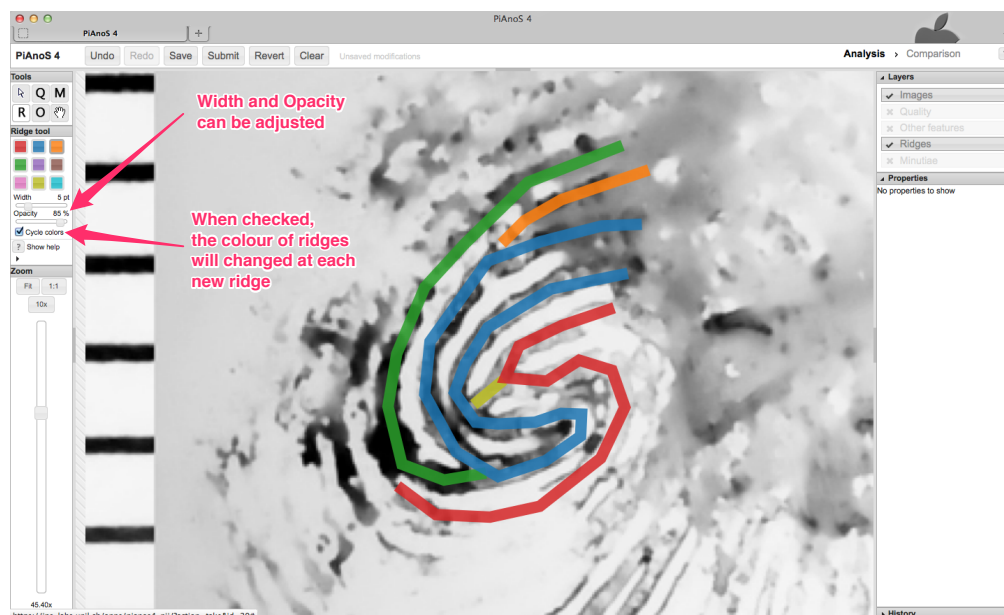 PiAnoS 4
PiAnoS 4
+
PiAnoS 4
Undo Redo Save Submit Revert Clear Unsaved modifications
Analysis › Comparison
Tools
Q M
R O
Ridge tool
Width 5 pt
Opacity 85 %
Cycle colors
? Show help
Zoom
Fit 1:1
10x
45.40x
Width and Opacity
can be adjusted
When checked,
the colour of ridges
will changed at each
new ridge
Layers
Images
Quality
Other features
Ridges
Minutiae
Properties
No properties to show
History